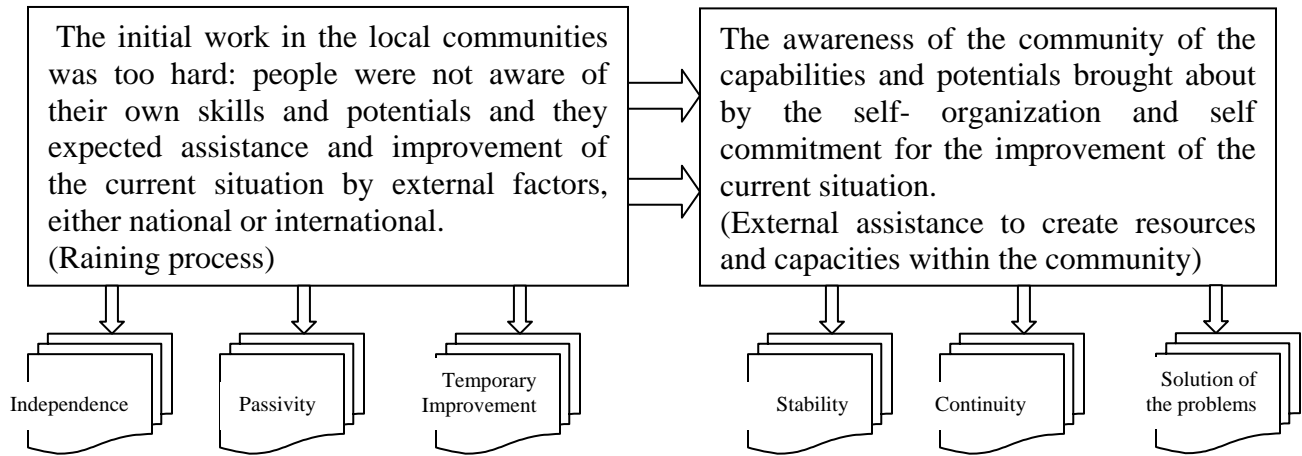 The initial work in the local communities
was too hard: people were not aware of
their own skills and potentials and they
expected assistance and improvement of
the current situation by external factors,
either national or international.
(Raining process)
The awareness of the community of the
capabilities and potentials brought about
by the self- organization and self
commitment for the improvement of the
current situation.
(External assistance to create resources
and capacities within the community)
Independence
Passivity
Temporary
Improvement
Stability
Continuity
Solution of
the problems